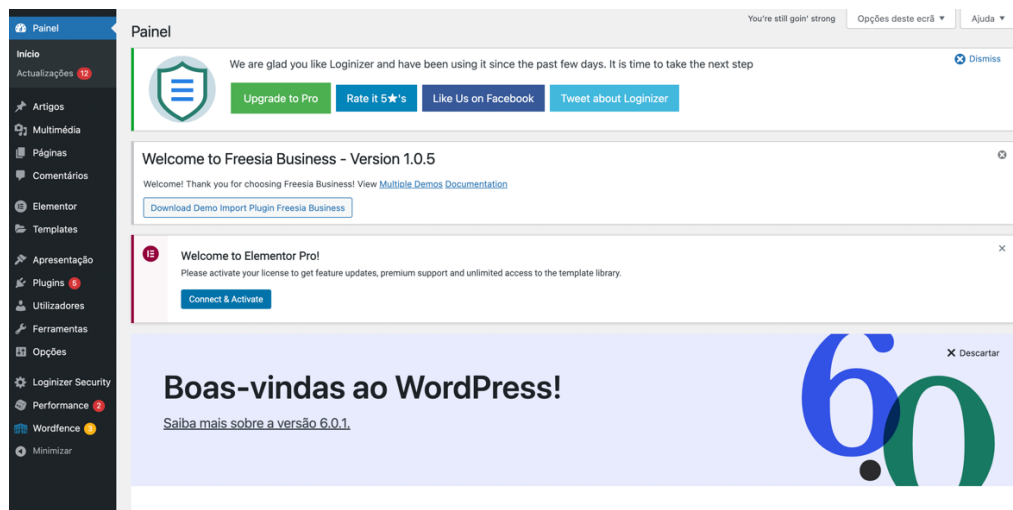 Painel
Início
Actualizações 12
Artigos
Multimédia
Páginas
Comentários
Elementor
Templates
Apresentação
Plugins 5
Utilizadores
Ferramentas
Opções
Loginizer Security
Performance 2
Wordfence 3
Minimizar
You're still goin' strong
Opções deste ecrã ▼
Ajuda ▼
Painel
We are glad you like Loginizer and have been using it since the past few days. It is time to take the next step
Dismiss
Upgrade to Pro
Rate it 5★'s
Like Us on Facebook
Tweet about Loginizer
Welcome to Freesia Business - Version 1.0.5
Welcome! Thank you for choosing Freesia Business! View Multiple Demos Documentation
Download Demo Import Plugin Freesia Business
Welcome to Elementor Pro!
Please activate your license to get feature updates, premium support and unlimited access to the template library.
Connect & Activate
Descartar
Boas-vindas ao WordPress!
Saiba mais sobre a versão 6.0.1.
6.0